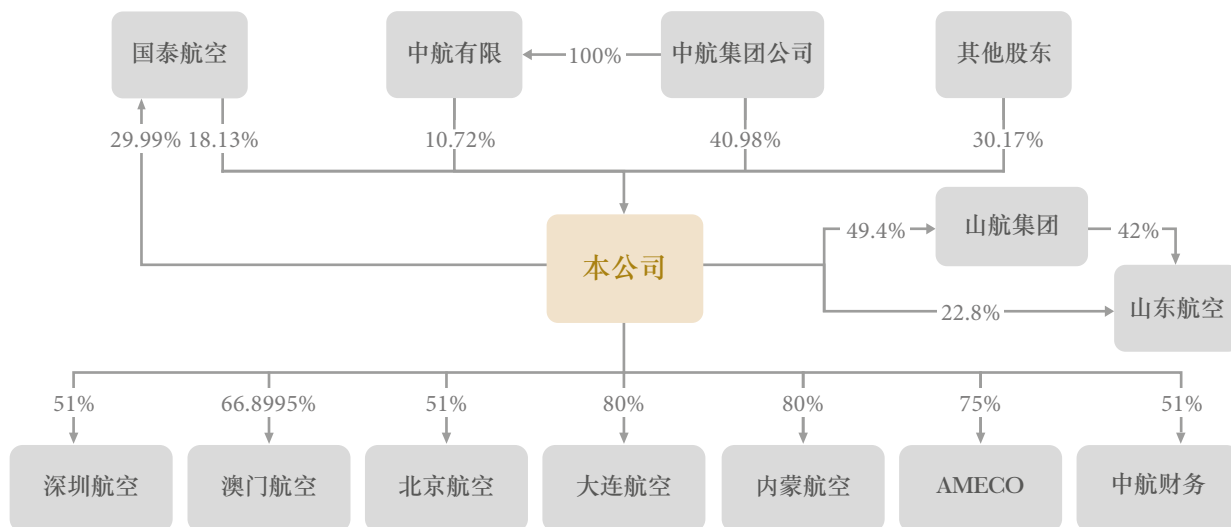 国泰航空
中航有限
100%
中航集团公司
其他股东
29.99%
18.13%
10.72%
40.98%
30.17%
本公司
49.4%
山航集团
42%
22.8%
山东航空
51%
66.8995%
51%
80%
80%
75%
51%
深圳航空
澳门航空
北京航空
大连航空
内蒙航空
AMECO
中航财务